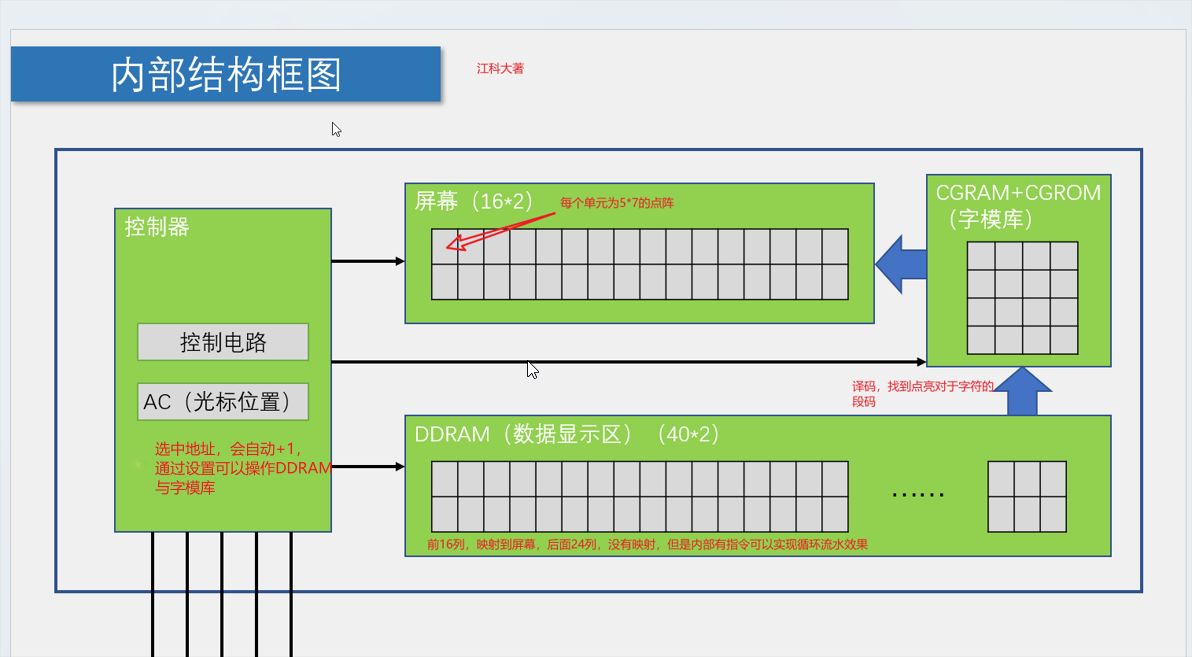 内部结构框图
江科大著
屏幕（16*2）
每个单元为5*7的点阵
CGRAM+CGROM
（字模库）
控制器
控制电路
AC（光标位置）
选中地址，会自动+1，
通过设置可以操作DDRAM
与字模库
译码，找到点亮对于字符的
段码
DDRAM（数据显示区）（40*2）
……
前16列，映射到屏幕，后面24列，没有映射，但是内部有指令可以实现循环流水效果